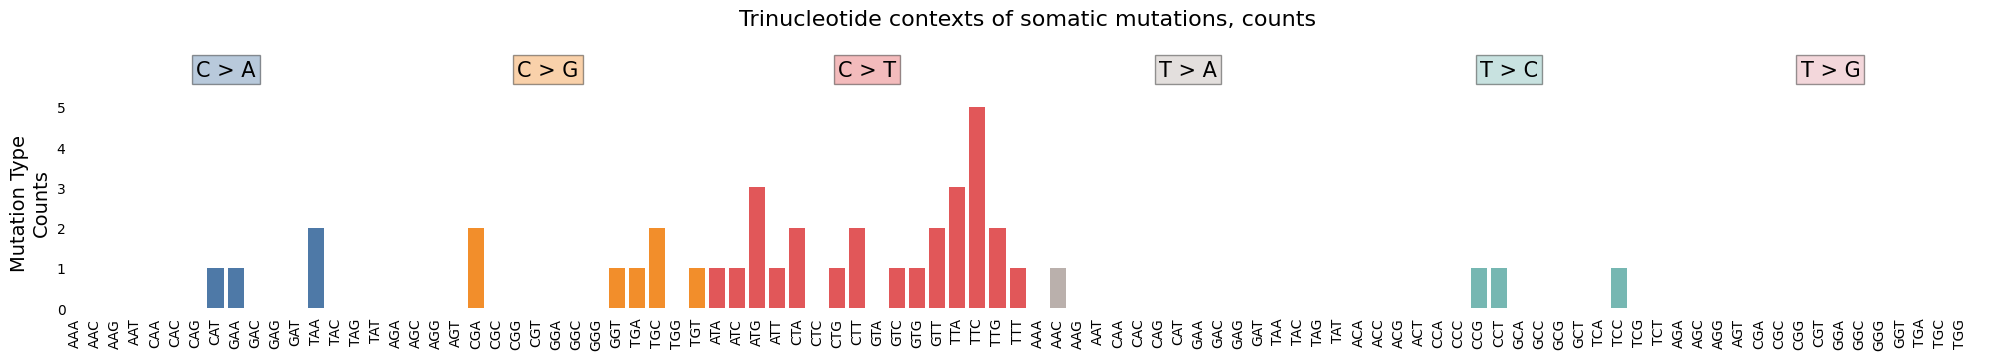 Trinucleotide contexts of somatic mutations, counts
C > A
C > G
C > T
T > A
T > C
T > G
Mutation Type
Counts
5
4
3
2
1
0
AAA
AAC
AAG
AAT
CAA
CAC
CAG
CAT
GAA
GAC
GAG
GAT
TAA
TAC
TAG
TAT
AGA
AGC
AGG
AGT
CGA
CGC
CGG
CGT
GGA
GGC
GGG
GGT
TGA
TGC
TGG
TGT
ATA
ATC
ATG
ATT
CTA
CTC
CTG
CTT
GTA
GTC
GTG
GTT
TTA
TTC
TTG
TTT
AAA
AAC
AAG
AAT
CAA
CAC
CAG
CAT
GAA
GAC
GAG
GAT
TAA
TAC
TAG
TAT
ACA
ACC
ACG
ACT
CCA
CCC
CCG
CCT
GCA
GCC
GCG
GCT
TCA
TCC
TCG
TCT
AGA
AGC
AGG
AGT
CGA
CGC
CGG
CGT
GGA
GGC
GGG
GGT
TGA
TGC
TGG